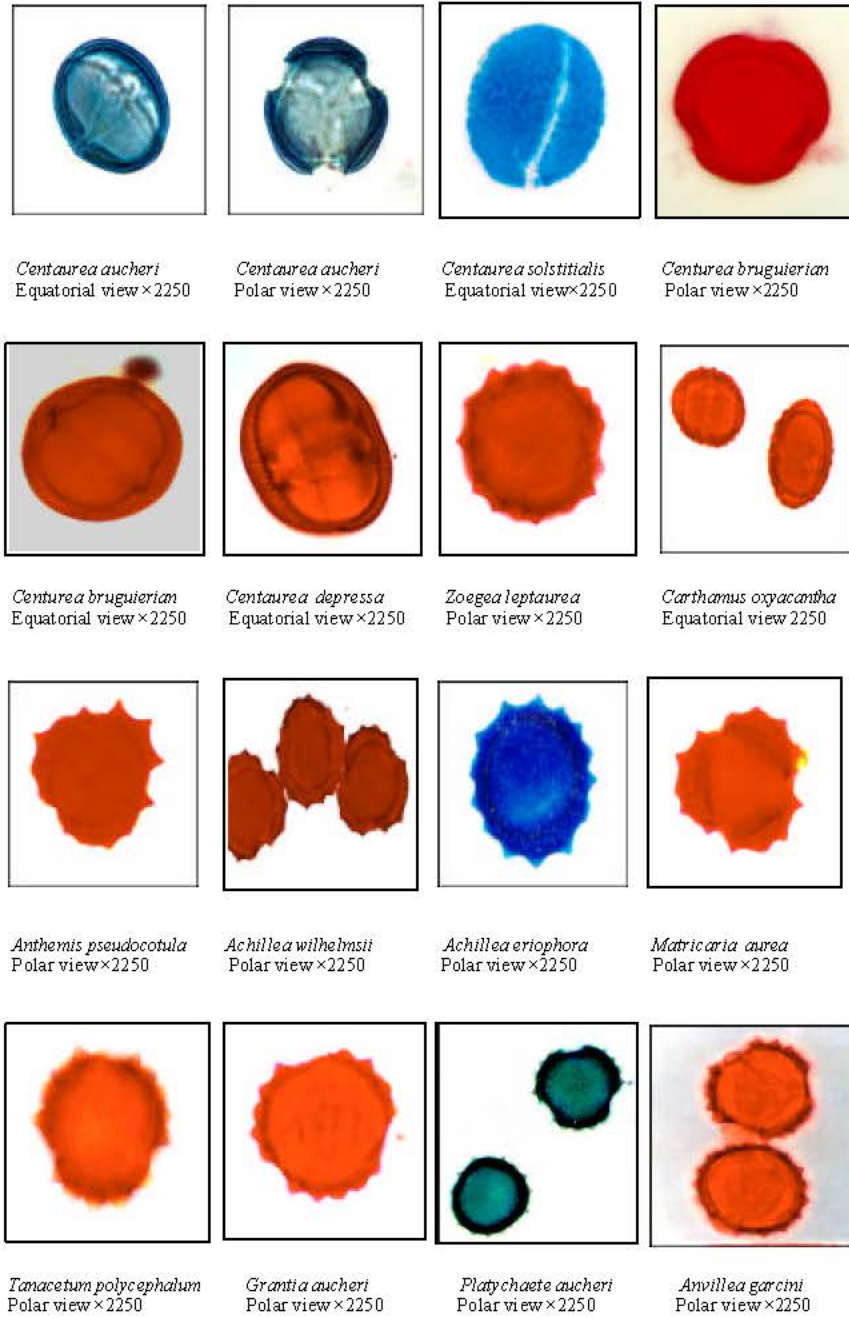 Centaurea aucheri
Equatorial view ×2250
Centaurea aucheri
Polar view ×2250
Centaurea solstitialis
Equatorial view×2250
Centurea bruguierian
Polar view ×2250
Centurea bruguierian
Equatorial view ×2250
Centaurea depressa
Equatorial view ×2250
Zoegea leptaurea
Polar view ×2250
Carthamus oxyacantha
Equatorial view 2250
Anthemis pseudocotula
Polar view ×2250
Achillea wilhelmsii
Polar view ×2250
Achillea eriophora
Polar view ×2250
Matricaria aurea
Polar view ×2250
Tanacetum polycephalum
Polar view ×2250
Grantia aucheri
Polar view ×2250
Platychaete aucheri
Polar view ×2250
Anvillea garcini
Polar view ×2250